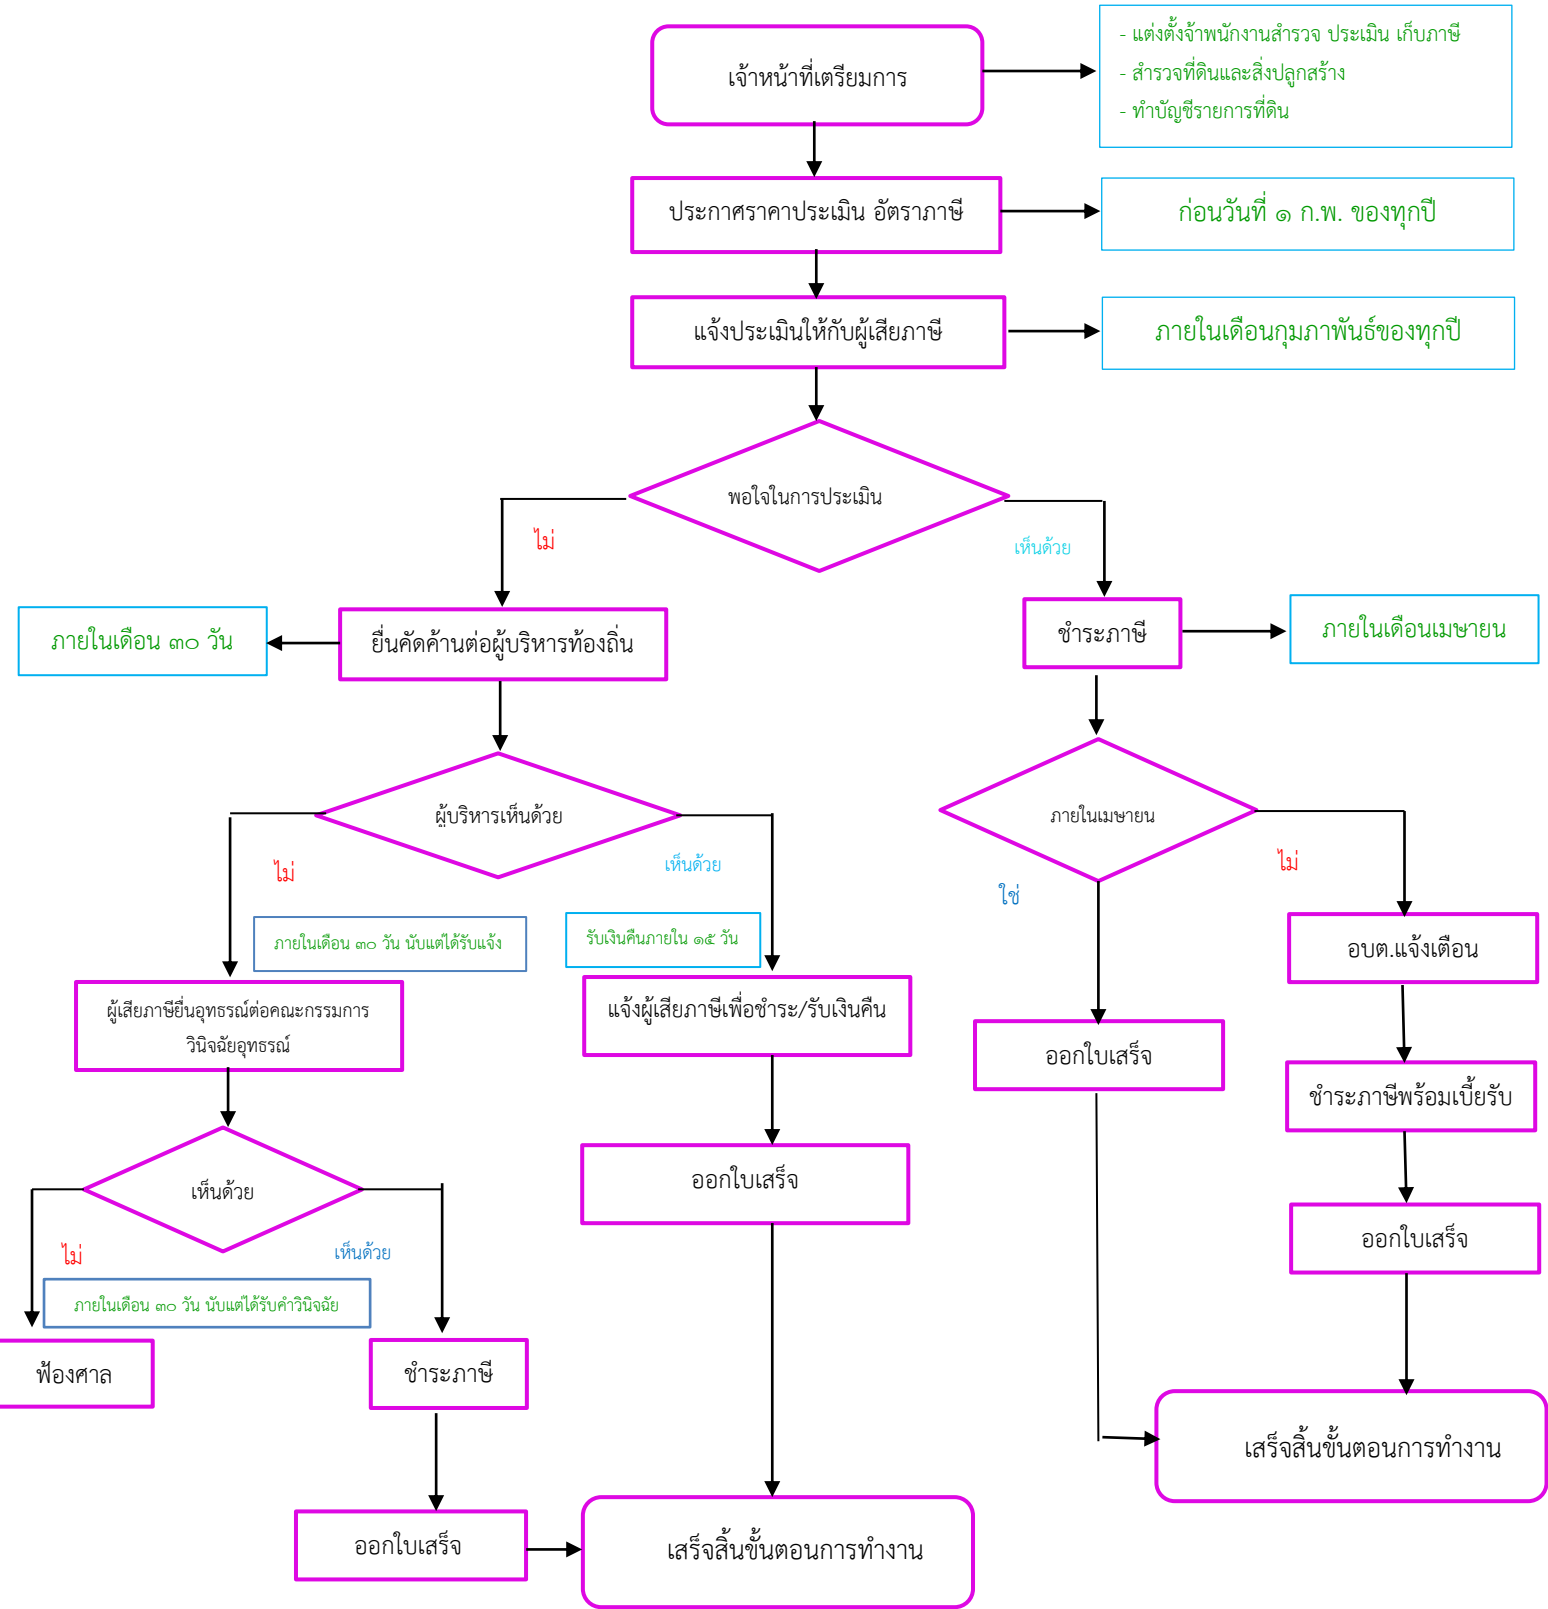 เจ้าหน้าที่เตรียมการ
- แต่งตั้งจ้าพนักงานสำรวจ ประเมิน เก็บภาษี
- สำรวจที่ดินและสิ่งปลูกสร้าง
- ทำบัญชีรายการที่ดิน
ประกาศราคาประเมิน อัตราภาษี
ก่อนวันที่ ๑ ก.พ. ของทุกปี
แจ้งประเมินให้กับผู้เสียภาษี
ภายในเดือนกุมภาพันธ์ของทุกปี
พอใจในการประเมิน
ไม่
เห็นด้วย
ภายในเดือน ๓๐ วัน
ยื่นคัดค้านต่อผู้บริหารท้องถิ่น
ชำระภาษี
ภายในเดือนเมษายน
ผู้บริหารเห็นด้วย
ภายในเมษายน
ไม่
เห็นด้วย
ใช่
ไม่
ภายในเดือน ๓๐ วัน นับแต่ได้รับแจ้ง
รับเงินคืนภายใน ๑๕ วัน
อบต.แจ้งเตือน
ผู้เสียภาษียื่นอุทธรณ์ต่อคณะกรรมการ
วินิจฉัยอุทธรณ์
แจ้งผู้เสียภาษีเพื่อชำระ/รับเงินคืน
ออกใบเสร็จ
ชำระภาษีพร้อมเบี้ยรับ
เห็นด้วย
ออกใบเสร็จ
ออกใบเสร็จ
ไม่
เห็นด้วย
ภายในเดือน ๓๐ วัน นับแต่ได้รับคำวินิจฉัย
ฟ้องศาล
ชำระภาษี
เสร็จสิ้นขั้นตอนการทำงาน
ออกใบเสร็จ
เสร็จสิ้นขั้นตอนการทำงาน